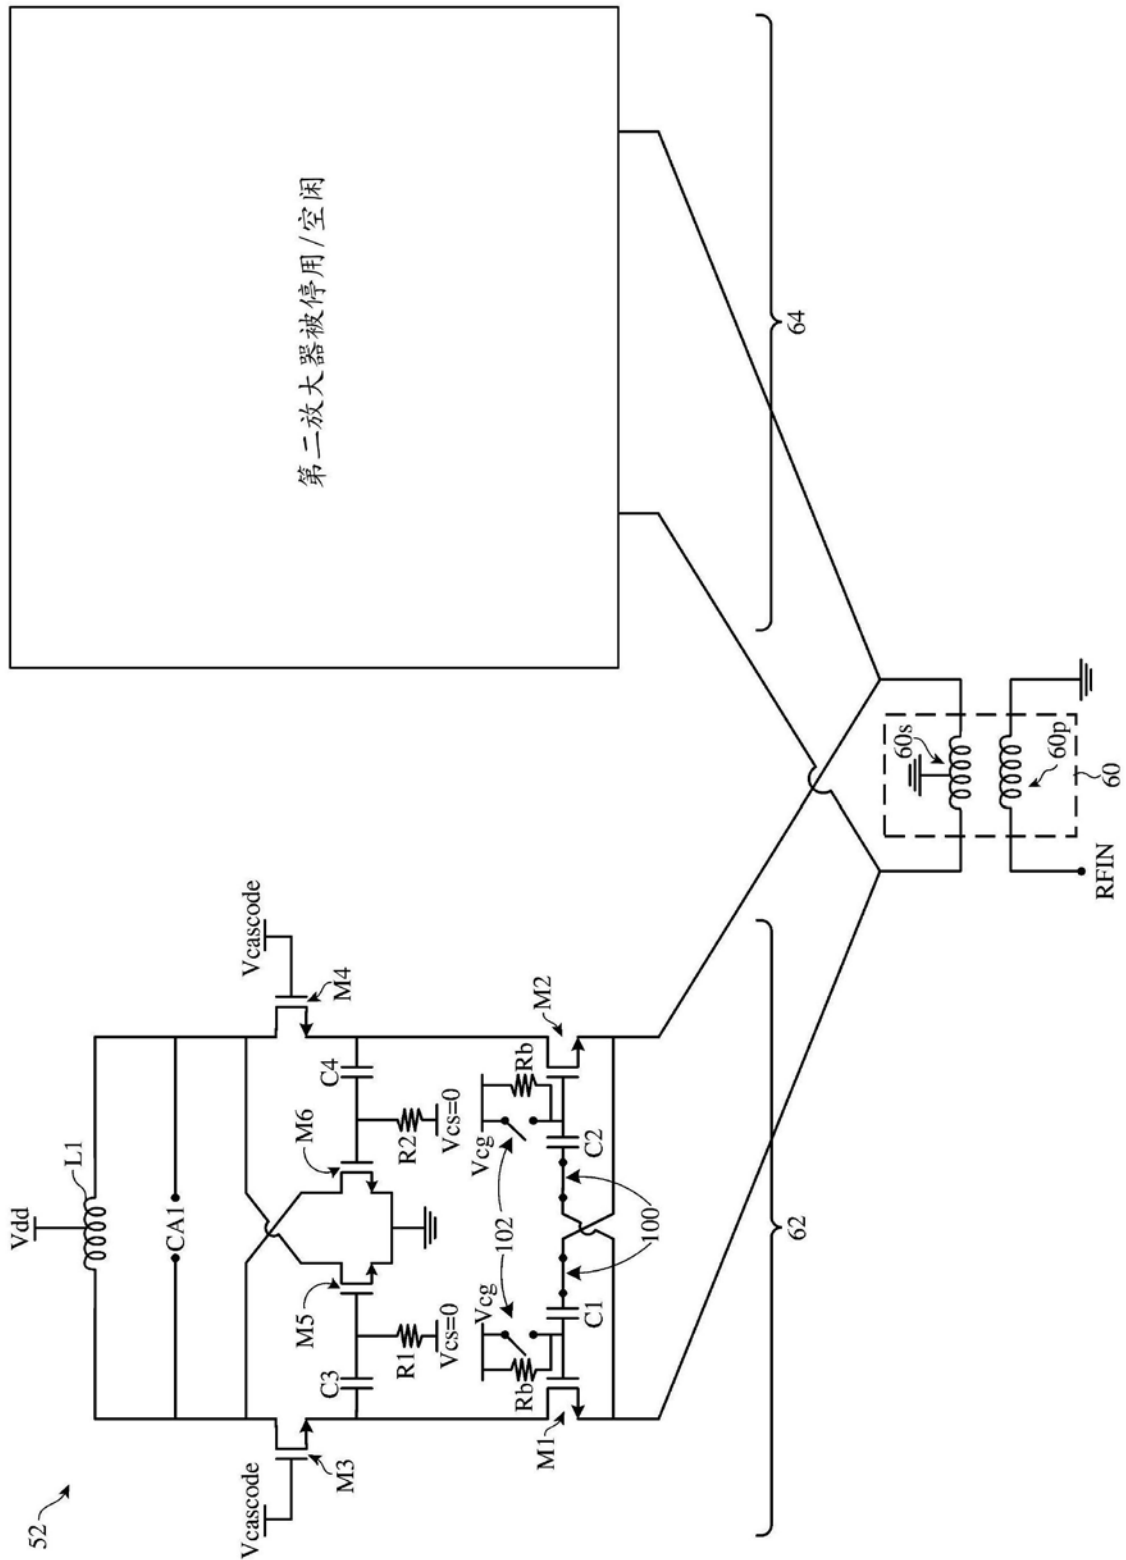 52
Vdd
L1
CA1
Vcascode
M3
Vcascode
M4
M5
M6
C3
R1
Vcs=0
C4
R2
Vcs=0
第二放大器被停用/空闲
Vcg
Rb
102
Vcg
Rb
M1
C1
100
C2
M2
62
64
60s
60p
60
RFIN